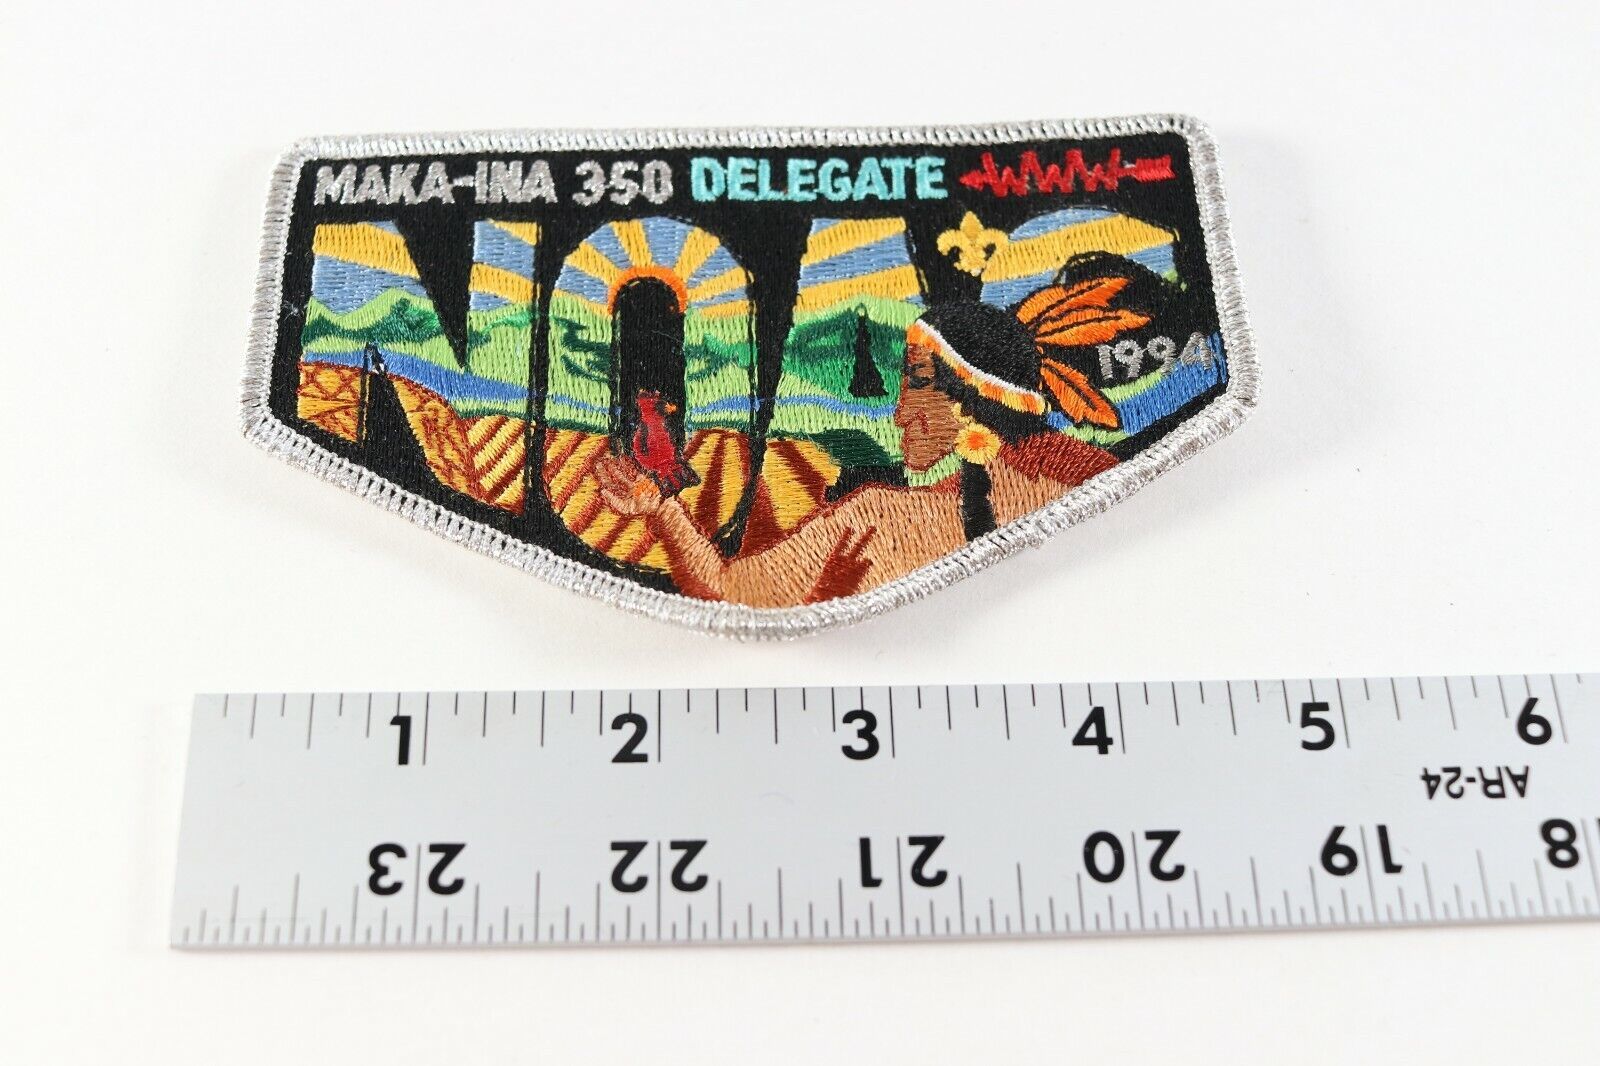 MAKA-INA 350 DELEGATE WWW
NOAC
1994
1 2 3 4 5 6
AR-24
23 22 21 20 19 18